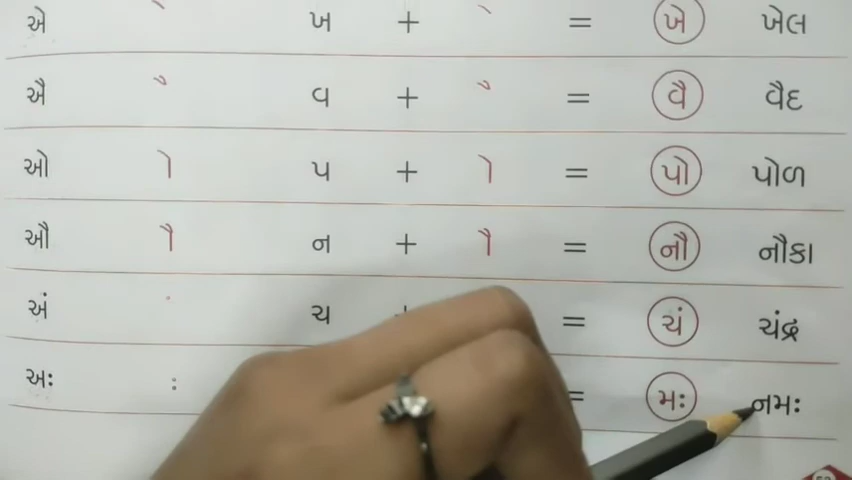 એ ે ખ + ે = ખે ખેલ
ઐ ૈ વ + ૈ = વૈ વૈદ
ઓ ો પ + ો = પો પોળ
ઔ ૌ ન + ૌ = નૌ નૌકા
અં ં ચ = ચં ચંદ્ર
અઃ ઃ = મઃ નમઃ